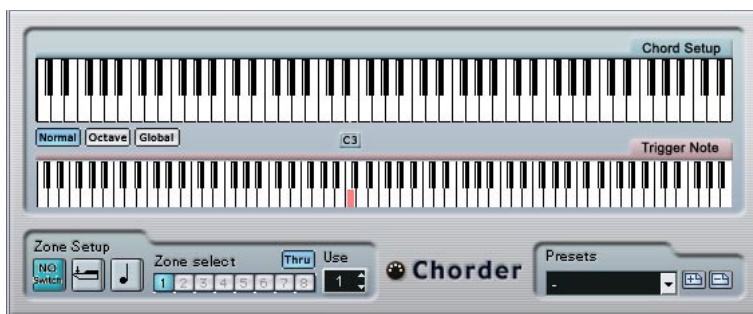 Chord Setup
Normal Octave Global
C3
Trigger Note
Zone Setup
NO
Switch
Zone select
Thru
Use
1 2 3 4 5 6 7 8
1
Chorder
Presets
-